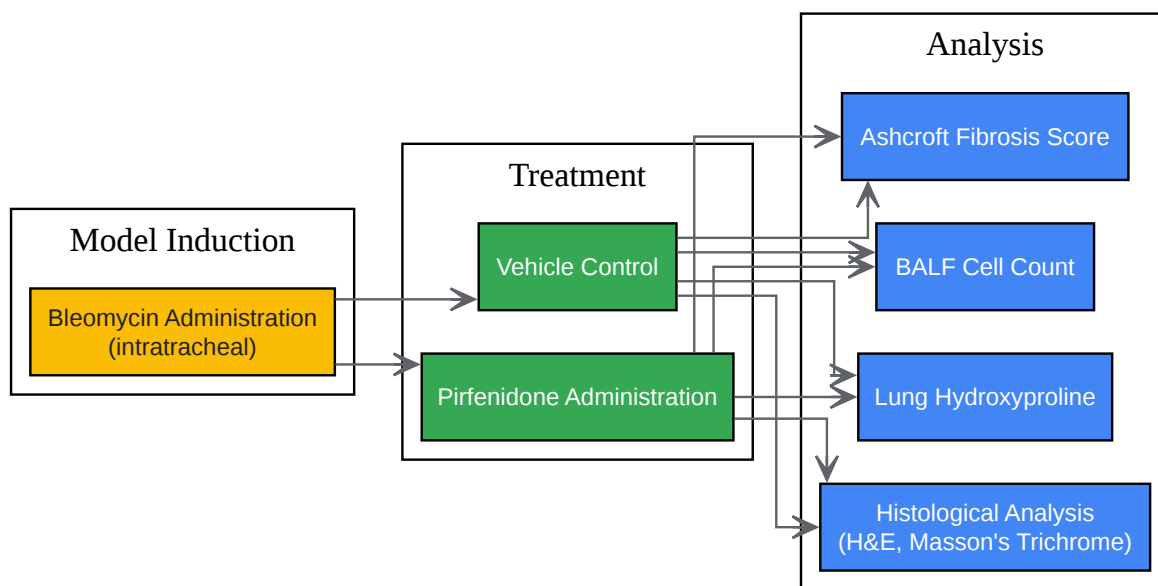 Model Induction
Bleomycin Administration
(intratracheal)
Treatment
Vehicle Control
Pirfenidone Administration
Analysis
Ashcroft Fibrosis Score
BALF Cell Count
Lung Hydroxyproline
Histological Analysis
(H&E, Masson's Trichrome)